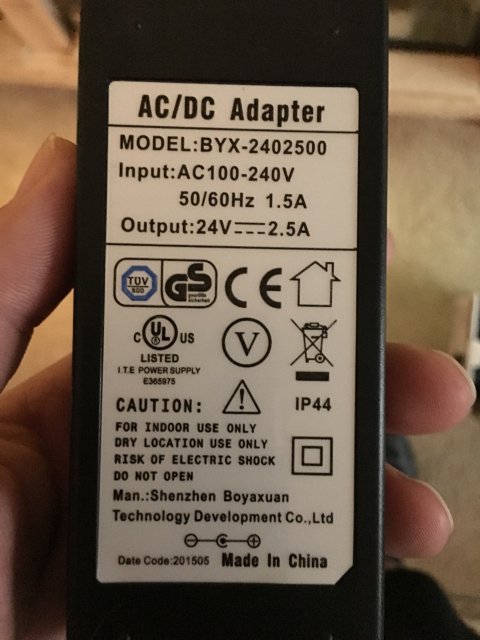 AC/DC Adapter
MODEL:BYX-2402500
Input:AC100-240V
50/60Hz 1.5A
Output:24V 2.5A
TÜV
SÜD
GS
geprüfte
Sicherheit
CE
C UL US
LISTED
I.T.E POWER SUPPLY
E365975
V
CAUTION:
IP44
FOR INDOOR USE ONLY
DRY LOCATION USE ONLY
RISK OF ELECTRIC SHOCK
DO NOT OPEN
Man.:Shenzhen Boyaxuan
Technology Development Co.,Ltd
Date Code:201505 Made In China